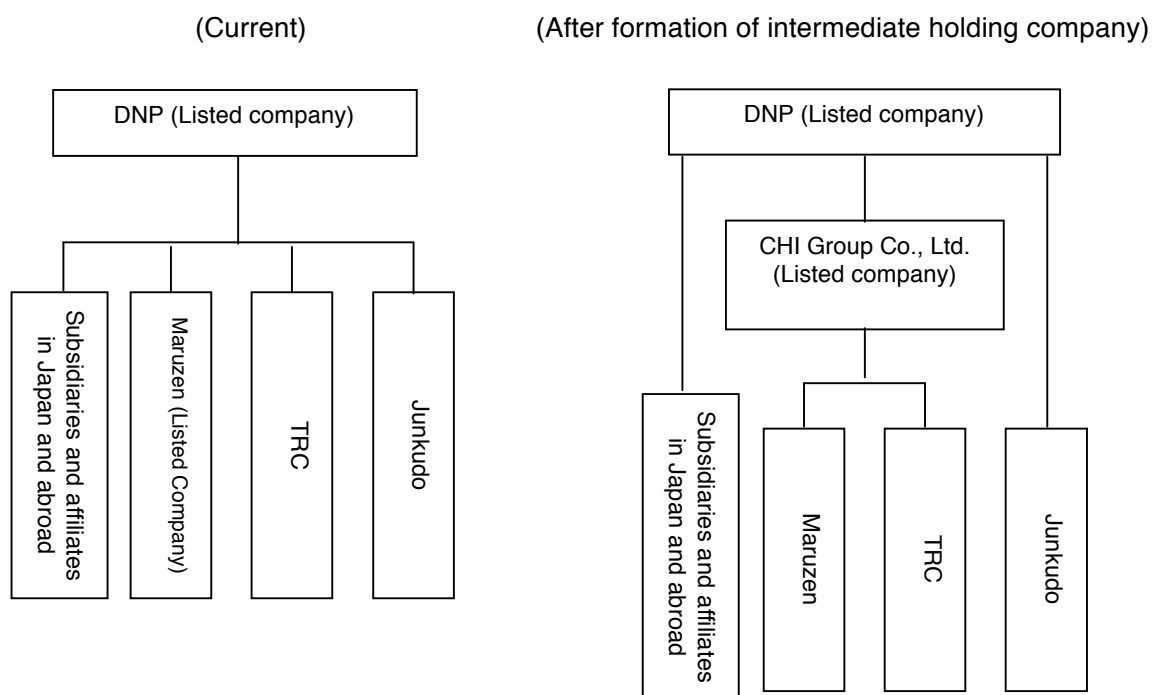 (Current)
DNP (Listed company)
Subsidiaries and affiliates
in Japan and abroad
Maruzen (Listed Company)
TRC
Junkudo
(After formation of intermediate holding company)
DNP (Listed company)
CHI Group Co., Ltd.
(Listed company)
Subsidiaries and affiliates
in Japan and abroad
Maruzen
TRC
Junkudo